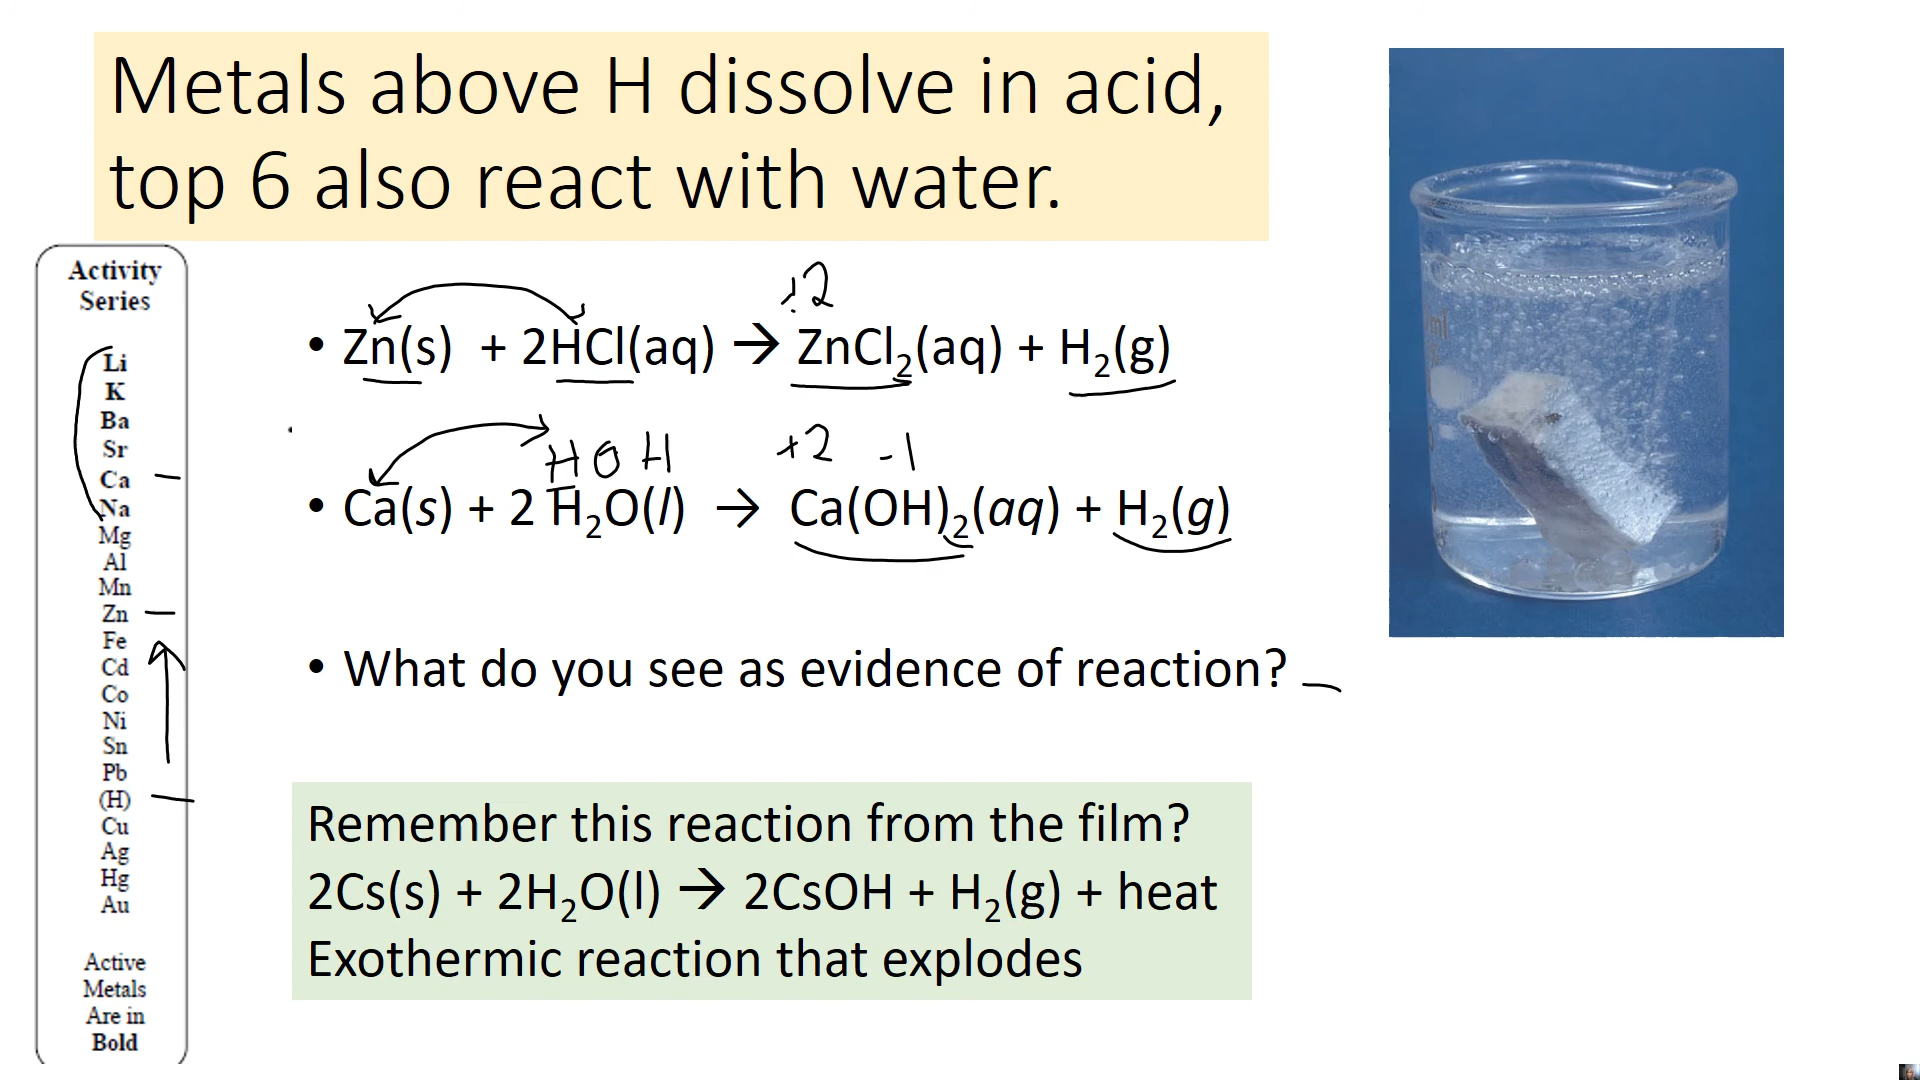 Metals above H dissolve in acid,
top 6 also react with water.
Activity
Series
Li
K
Ba
Sr
Ca
Na
Mg
Al
Mn
Zn
Fe
Cd
Co
Ni
Sn
Pb
(H)
Cu
Ag
Hg
Au
Active
Metals
Are in
Bold
+2
• Zn(s) + 2HCl(aq) → ZnCl₂(aq) + H₂(g)
H O H +2 -1
• Ca(s) + 2 H₂O(l) → Ca(OH)₂(aq) + H₂(g)
• What do you see as evidence of reaction?
Remember this reaction from the film?
2Cs(s) + 2H₂O(l) → 2CsOH + H₂(g) + heat
Exothermic reaction that explodes